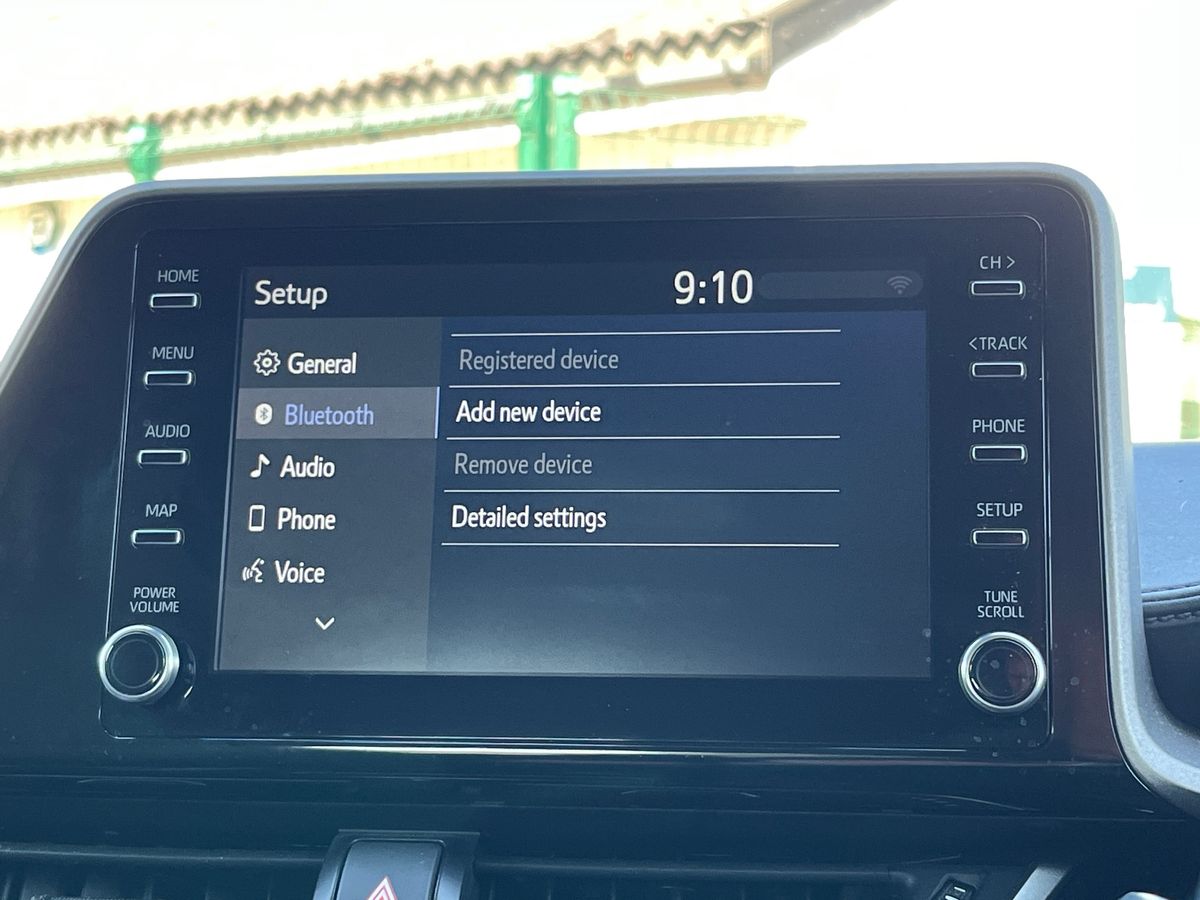 HOME
MENU
AUDIO
MAP
POWER
VOLUME
Setup
9:10
General
Bluetooth
Audio
Phone
Voice
Registered device
Add new device
Remove device
Detailed settings
CH >
< TRACK
PHONE
SETUP
TUNE
SCROLL